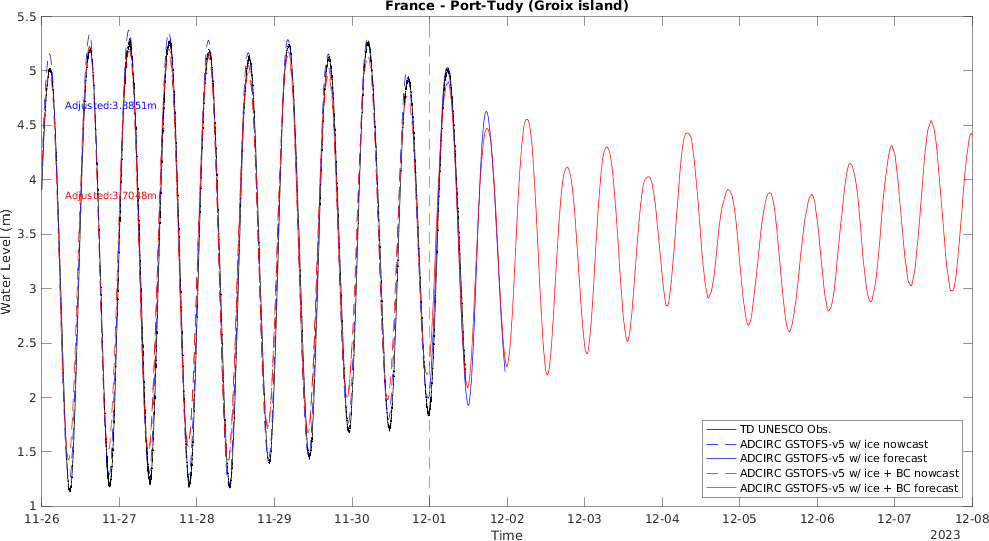 France - Port-Tudy (Groix island)
Water Level (m)
5.5
5
4.5
4
3.5
3
2.5
2
1.5
1
Adjusted:3.3851m
Adjusted:3.7048m
TD UNESCO Obs.
ADCIRC GSTOFS-v5 w/ ice nowcast
ADCIRC GSTOFS-v5 w/ ice forecast
ADCIRC GSTOFS-v5 w/ ice + BC nowcast
ADCIRC GSTOFS-v5 w/ ice + BC forecast
11-26 11-27 11-28 11-29 11-30 12-01 12-02 12-03 12-04 12-05 12-06 12-07 12-08
Time
2023